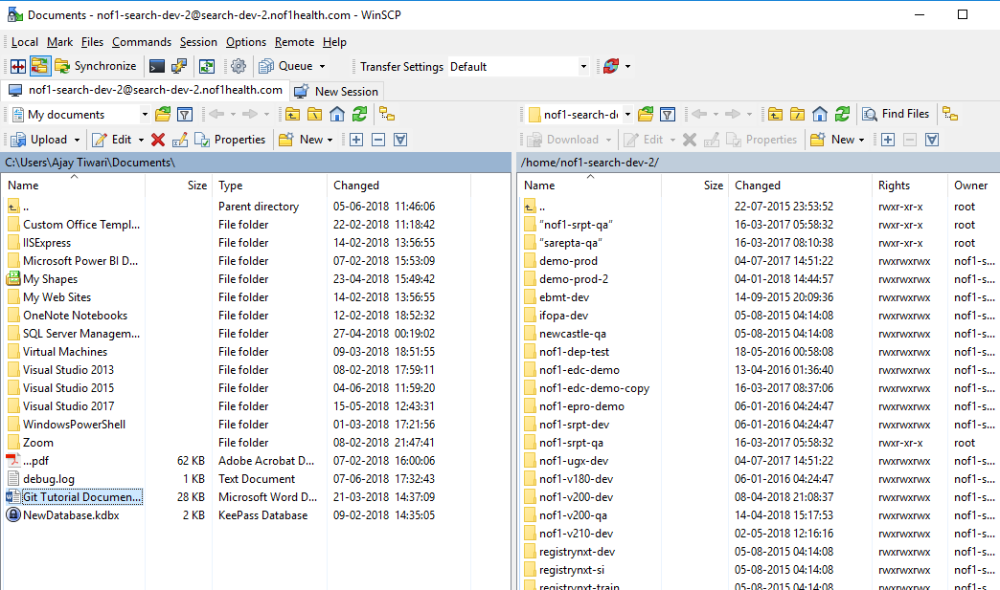 Documents - nof1-search-dev-2@search-dev-2.nof1health.com - WinSCP
Local Mark Files Commands Session Options Remote Help
Synchronize Queue Transfer Settings Default
nof1-search-dev-2@search-dev-2.nof1health.com New Session
My documents nof1-search-de Find Files
Upload Edit Properties New Download Edit Properties New
C:\Users\Ajay Tiwari\Documents\ /home/nof1-search-dev-2/
Name Size Type Changed Name Size Changed Rights Owner
.. Parent directory 05-06-2018 11:46:06 .. 22-07-2015 23:53:52 rwxr-xr-x root
Custom Office Templ... File folder 22-02-2018 11:18:42 "nof1-srpt-qa" 16-03-2017 05:58:32 rwxr-xr-x root
IISExpress File folder 14-02-2018 13:56:55 "sarepta-qa" 16-03-2017 08:10:38 rwxr-xr-x root
Microsoft Power BI D... File folder 07-02-2018 15:53:09 demo-prod 04-07-2017 14:51:22 rwxrwxrwx nof1-s...
My Shapes File folder 23-04-2018 15:49:42 demo-prod-2 04-01-2018 14:44:57 rwxrwxrwx nof1-s...
My Web Sites File folder 14-02-2018 13:56:55 ebmt-dev 14-09-2015 20:09:36 rwxrwxrwx nof1-s...
OneNote Notebooks File folder 12-02-2018 18:52:32 ifopa-dev 05-08-2015 04:14:08 rwxrwxrwx nof1-s...
SQL Server Managem... File folder 27-04-2018 00:19:02 newcastle-qa 05-08-2015 04:14:08 rwxrwxrwx nof1-s...
Virtual Machines File folder 09-03-2018 18:51:55 nof1-dep-test 18-05-2016 00:58:08 rwxrwxrwx nof1-s...
Visual Studio 2013 File folder 08-02-2018 17:59:11 nof1-edc-demo 13-04-2016 01:36:40 rwxrwxrwx nof1-s...
Visual Studio 2015 File folder 04-06-2018 11:59:20 nof1-edc-demo-copy 16-03-2017 08:37:06 rwxrwxrwx nof1-s...
Visual Studio 2017 File folder 15-05-2018 12:43:31 nof1-epro-demo 06-01-2016 04:24:47 rwxrwxrwx nof1-s...
WindowsPowerShell File folder 01-03-2018 17:21:56 nof1-srpt-dev 06-01-2016 04:24:47 rwxrwxrwx nof1-s...
Zoom File folder 08-02-2018 21:47:41 nof1-srpt-qa 16-03-2017 05:58:32 rwxr-xr-x root
...pdf 62 KB Adobe Acrobat D... 07-02-2018 16:00:06 nof1-ugx-dev 04-07-2017 14:51:22 rwxrwxrwx nof1-s...
debug.log 1 KB Text Document 07-06-2018 17:32:43 nof1-v180-dev 06-01-2016 04:24:47 rwxrwxrwx nof1-s...
Git Tutorial Documen... 28 KB Microsoft Word D... 21-03-2018 14:37:09 nof1-v200-dev 08-04-2018 21:08:37 rwxrwxrwx nof1-s...
NewDatabase.kdbx 2 KB KeePass Database 09-02-2018 14:35:05 nof1-v200-qa 14-04-2018 15:17:53 rwxrwxrwx nof1-s...
nof1-v210-dev 02-05-2018 12:16:16 rwxrwxrwx nof1-s...
registrynxt-dev 05-08-2015 04:14:08 rwxrwxrwx nof1-s...
registrynxt-si 05-08-2015 04:14:08 rwxrwxrwx nof1-s...
registrynxt-train 05-08-2015 04:14:08 rwxrwxrwx nof1-s...